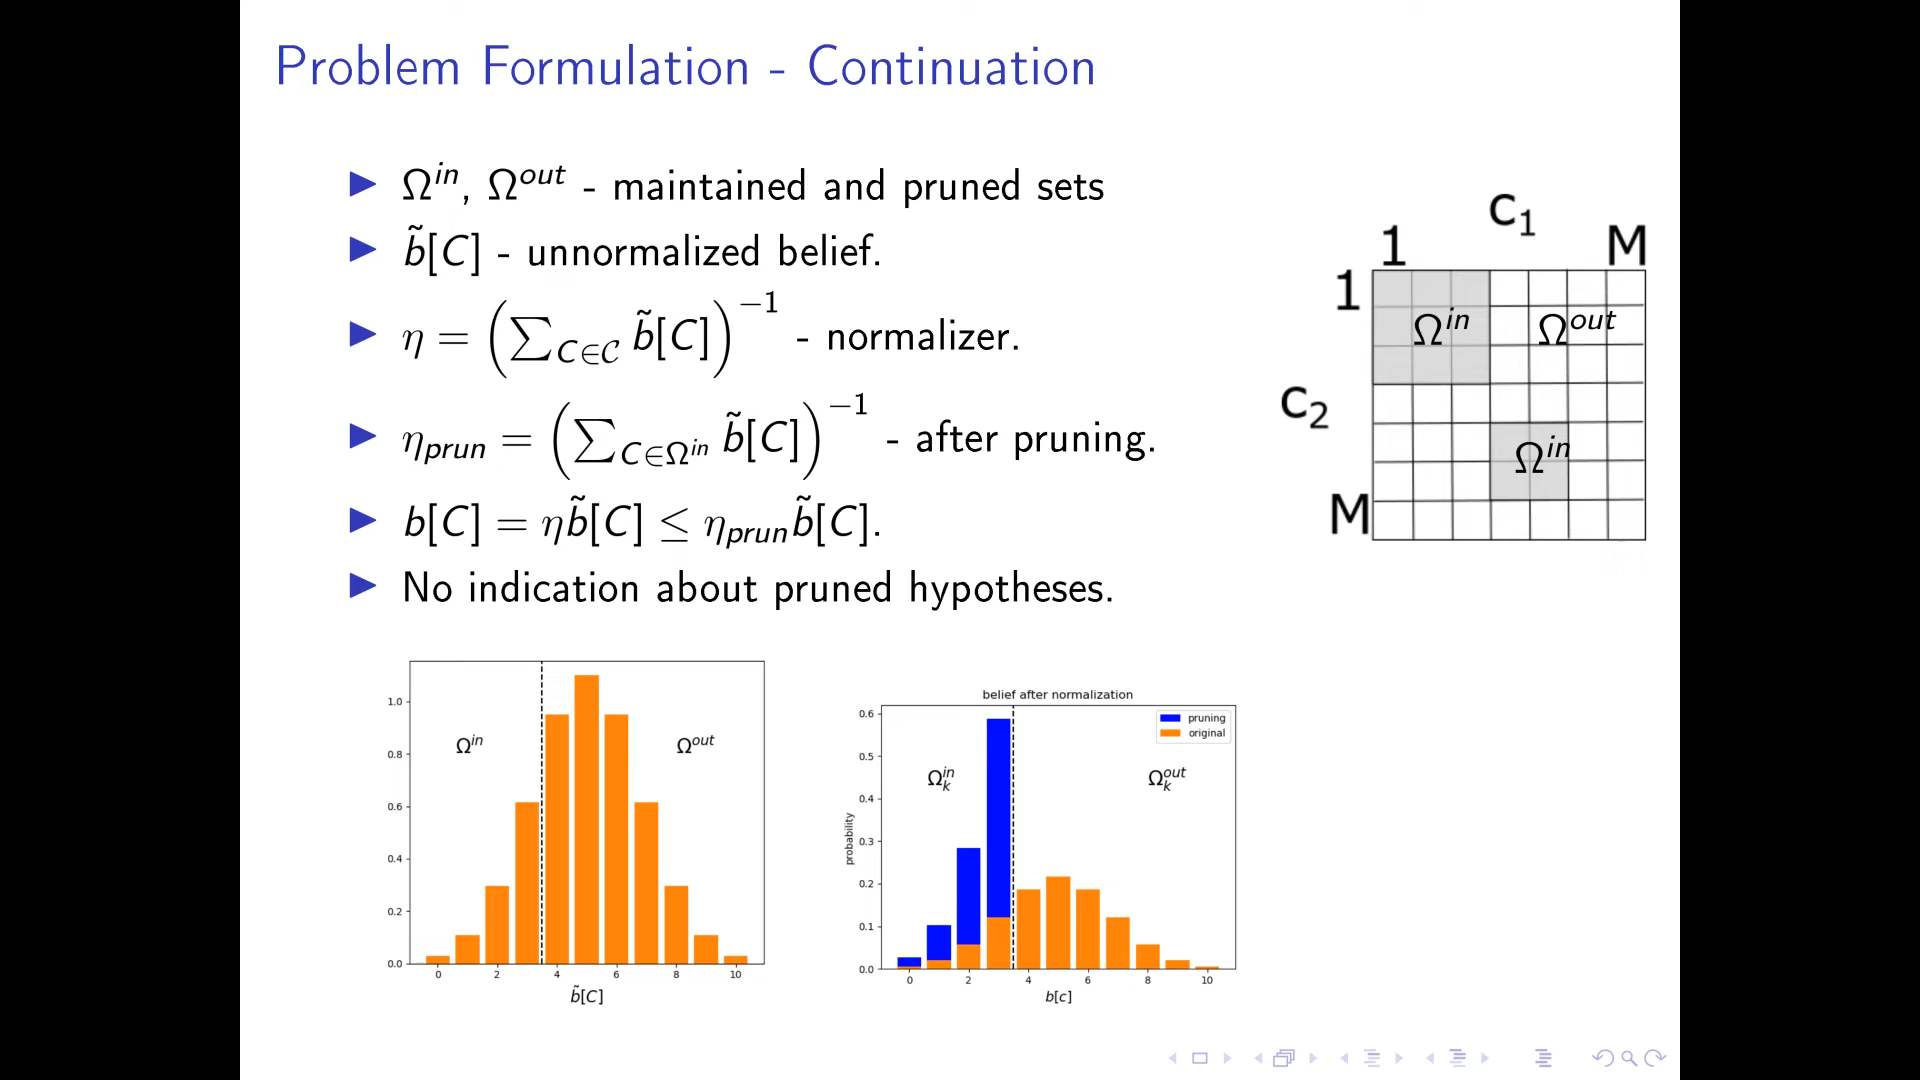 Problem Formulation - Continuation
▶ Ω^{in}, Ω^{out} - maintained and pruned sets
▶ b̃[C] - unnormalized belief.
▶ η = (∑_{C∈𝒞} b̃[C])^{−1} - normalizer.
▶ η_{prun} = (∑_{C∈Ω^{in}} b̃[C])^{−1} - after pruning.
▶ b[C] = ηb̃[C] ≤ η_{prun}b̃[C].
▶ No indication about pruned hypotheses.
c₁
1 M
1
Ω^{in} Ω^{out}
c₂
Ω^{in}
M
1.0
0.8
0.6
0.4
0.2
0.0
Ω^{in} Ω^{out}
0 2 4 6 8 10
b̃[C]
belief after normalization
pruning
original
0.6
0.5
0.4
0.3
0.2
0.1
0.0
probability
Ω_k^{in} Ω_k^{out}
0 2 4 6 8 10
b[c]